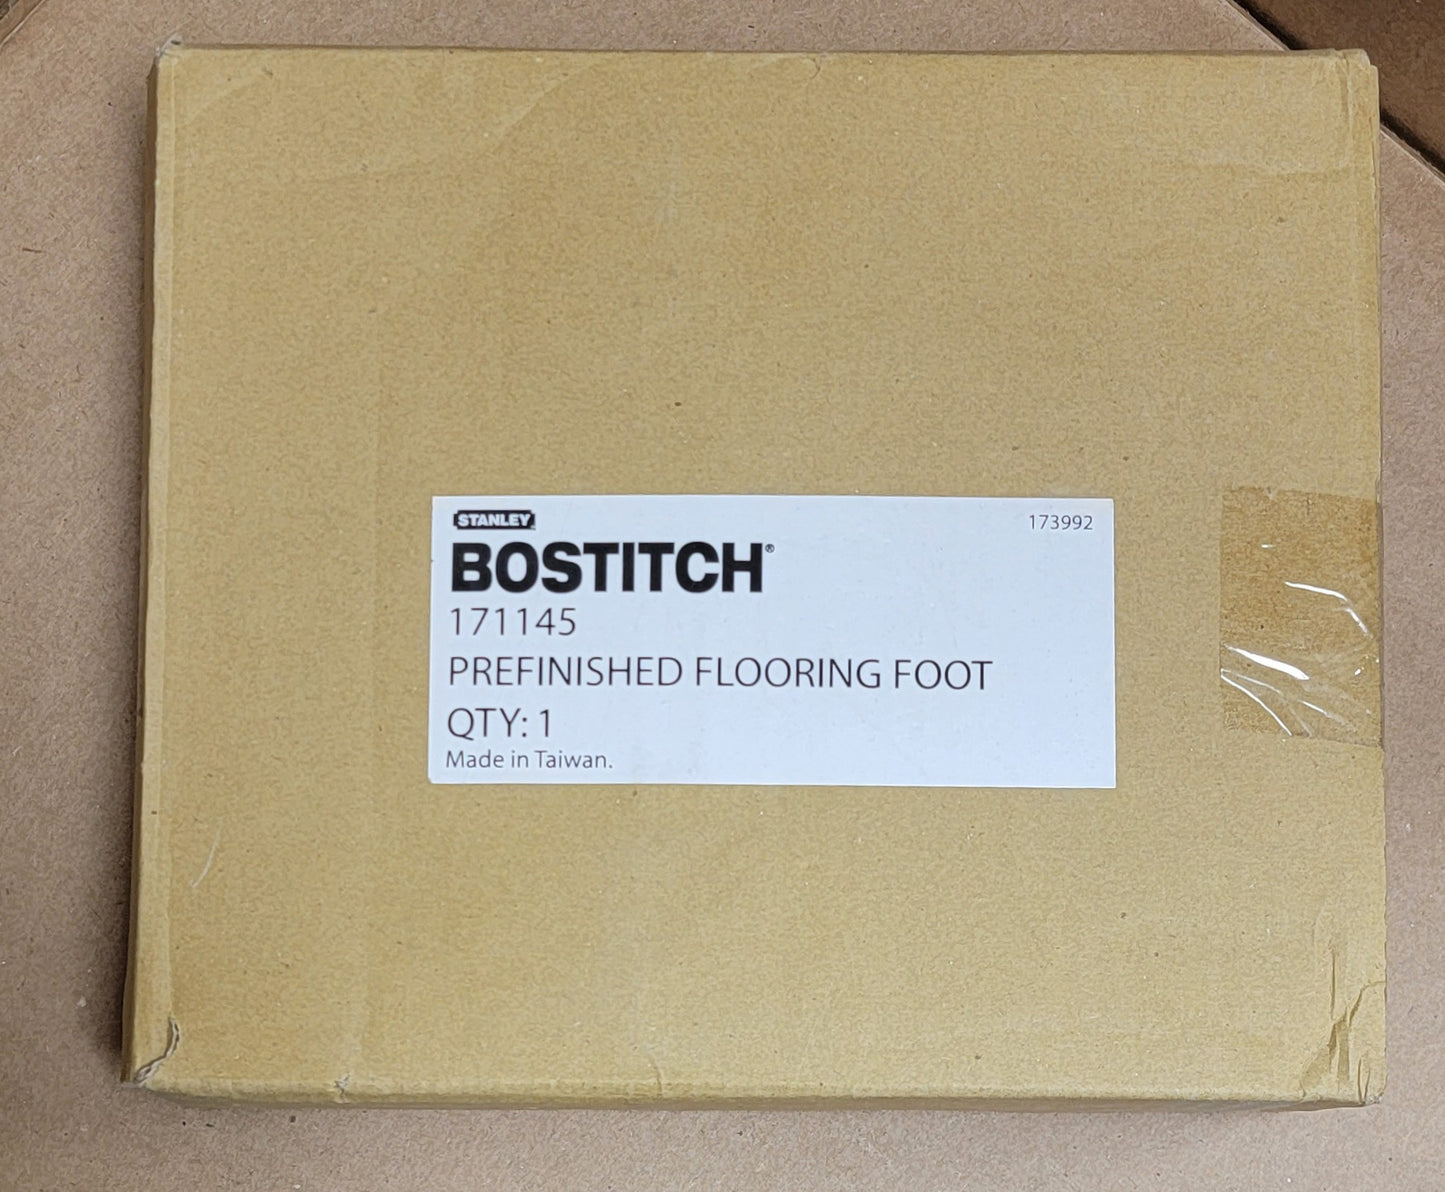 STANLEY
173992
BOSTITCH®
171145
PREFINISHED FLOORING FOOT
QTY: 1
Made in Taiwan.